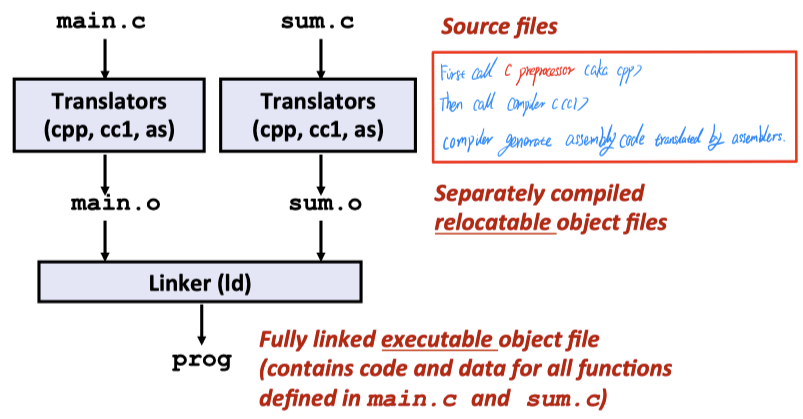 main.c
sum.c
Source files
Translators
(cpp, cc1, as)
Translators
(cpp, cc1, as)
First call C preprocessor (aka cpp)
Then call compiler (cc1)
compiler generate assembly code translated by assemblers.
main.o
sum.o
Separately compiled
relocatable object files
Linker (ld)
prog
Fully linked executable object file
(contains code and data for all functions
defined in main.c and sum.c)